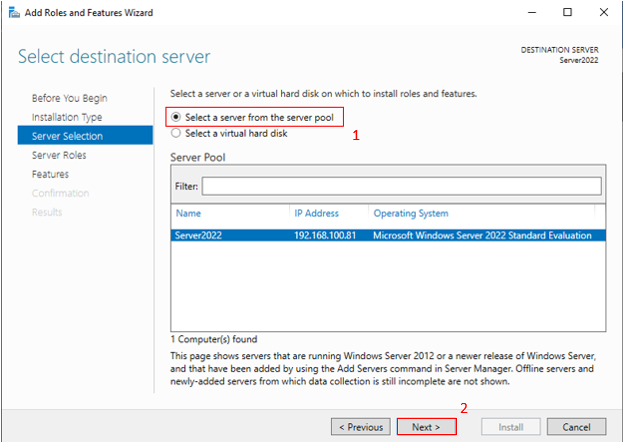 Add Roles and Features Wizard
Select destination server
DESTINATION SERVER
Server2022
Before You Begin
Installation Type
Server Selection
Server Roles
Features
Confirmation
Results
Select a server or a virtual hard disk on which to install roles and features.
Select a server from the server pool
1
Select a virtual hard disk
Server Pool
Filter:
Name IP Address Operating System
Server2022 192.168.100.81 Microsoft Windows Server 2022 Standard Evaluation
1 Computer(s) found
This page shows servers that are running Windows Server 2012 or a newer release of Windows Server,
and that have been added by using the Add Servers command in Server Manager. Offline servers and
newly-added servers from which data collection is still incomplete are not shown.
2
< Previous Next > Install Cancel